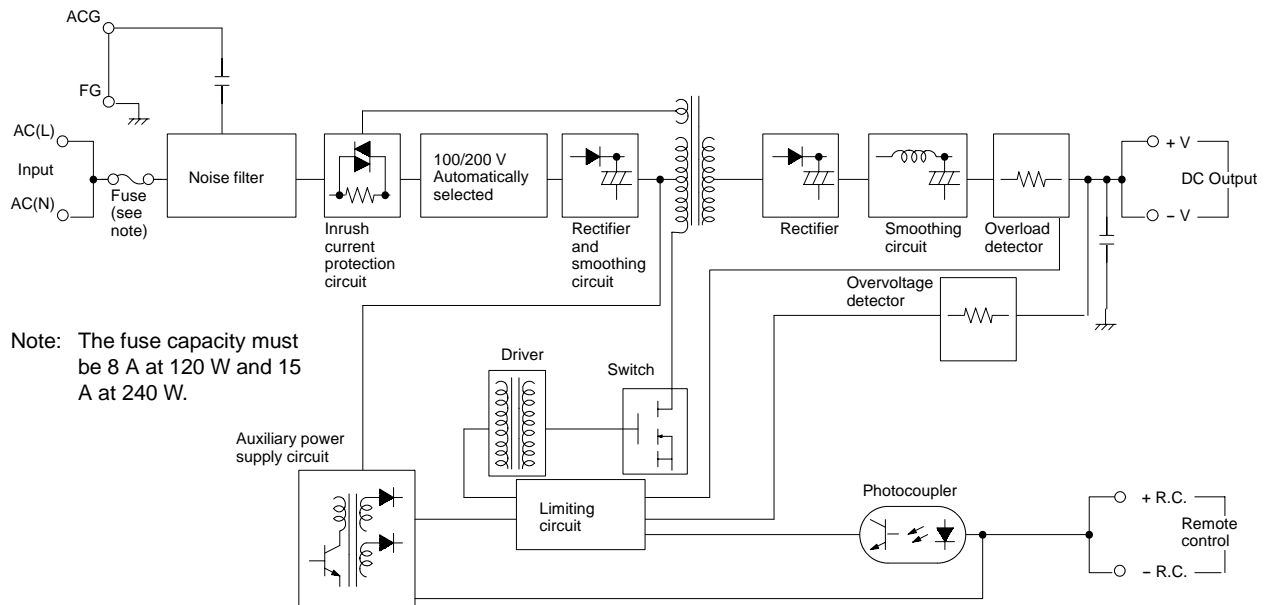 ACG
FG
AC(L)
Input
AC(N)
Fuse
(see
note)
Noise filter
Inrush
current
protection
circuit
100/200 V
Automatically
selected
Rectifier
and
smoothing
circuit
Rectifier
Smoothing
circuit
Overload
detector
+ V
DC Output
– V
Overvoltage
detector
Note: The fuse capacity must
be 8 A at 120 W and 15
A at 240 W.
Driver
Switch
Auxiliary power
supply circuit
Limiting
circuit
Photocoupler
+ R.C.
Remote
control
– R.C.